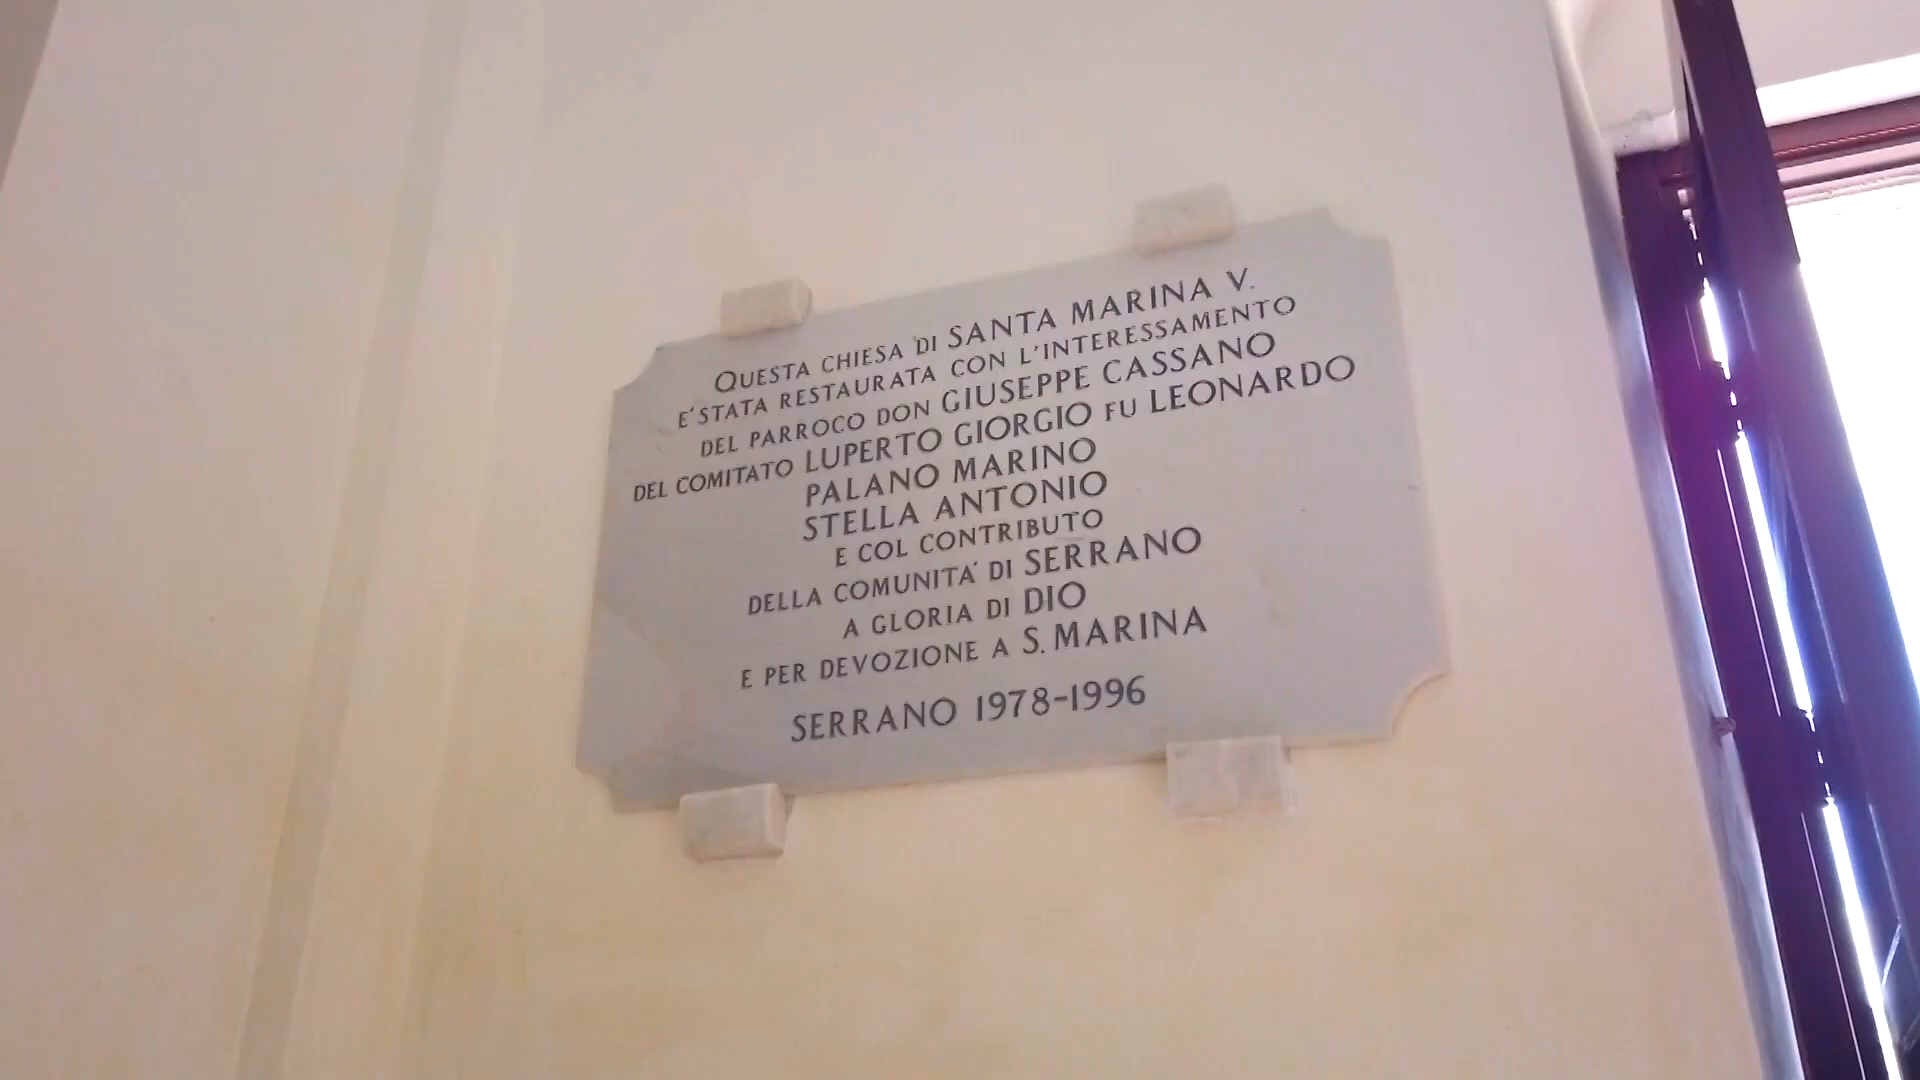 QUESTA CHIESA DI SANTA MARINA V.
E' STATA RESTAURATA CON L'INTERESSAMENTO
DEL PARROCO DON GIUSEPPE CASSANO
DEL COMITATO LUPERTO GIORGIO FU LEONARDO
PALANO MARINO
STELLA ANTONIO
E COL CONTRIBUTO
DELLA COMUNITA' DI SERRANO
A GLORIA DI DIO
E PER DEVOZIONE A S. MARINA
SERRANO 1978-1996